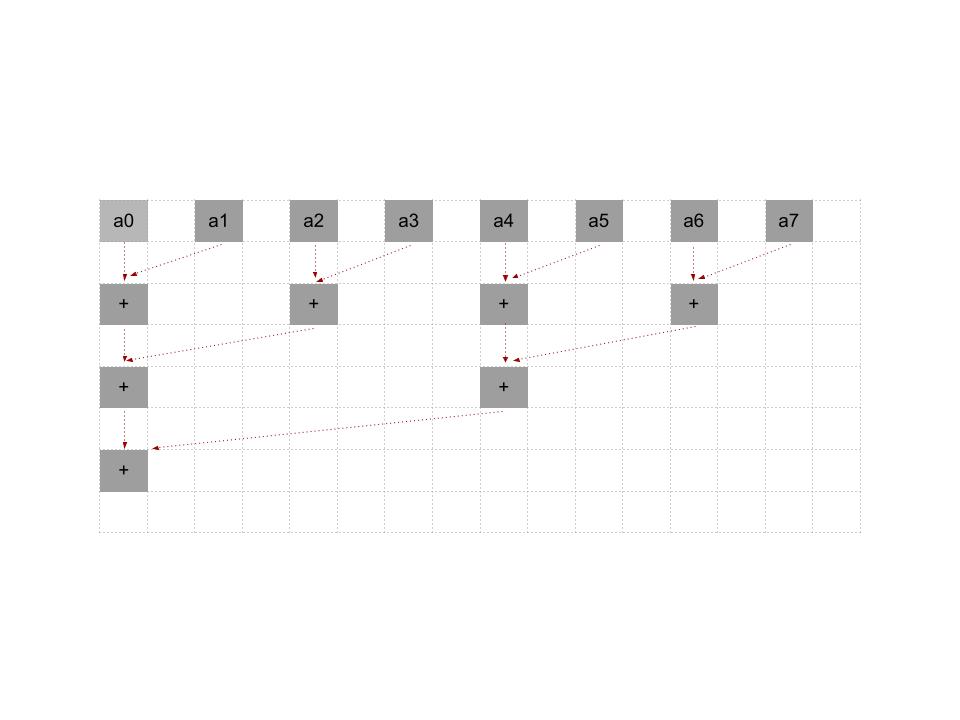 a0 a1 a2 a3 a4 a5 a6 a7
+ + + +
+ +
+